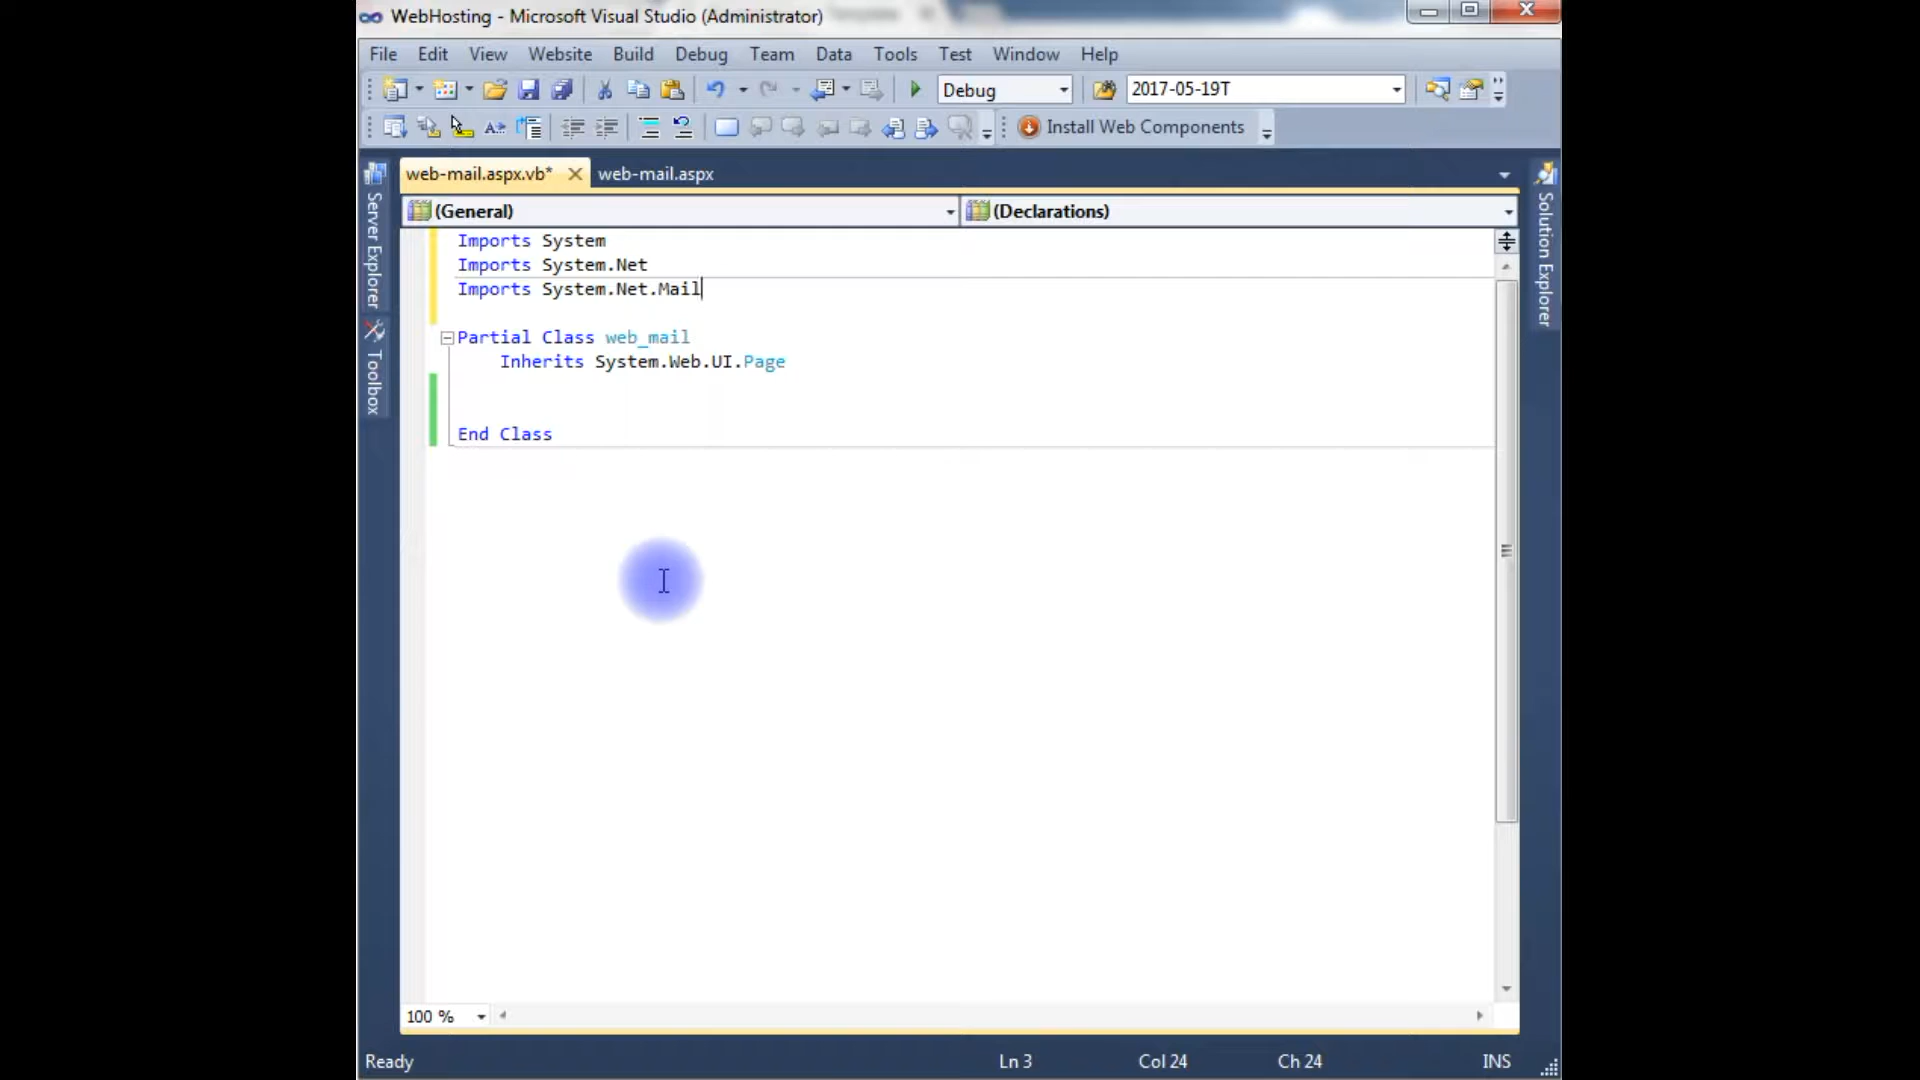 WebHosting - Microsoft Visual Studio (Administrator)
File Edit View Website Build Debug Team Data Tools Test Window Help
Debug 2017-05-19T
Install Web Components
web-mail.aspx.vb* web-mail.aspx
(General) (Declarations)
Server Explorer
Toolbox
Solution Explorer
Imports System
Imports System.Net
Imports System.Net.Mail
Partial Class web_mail
Inherits System.Web.UI.Page
End Class
100 %
Ready Ln 3 Col 24 Ch 24 INS